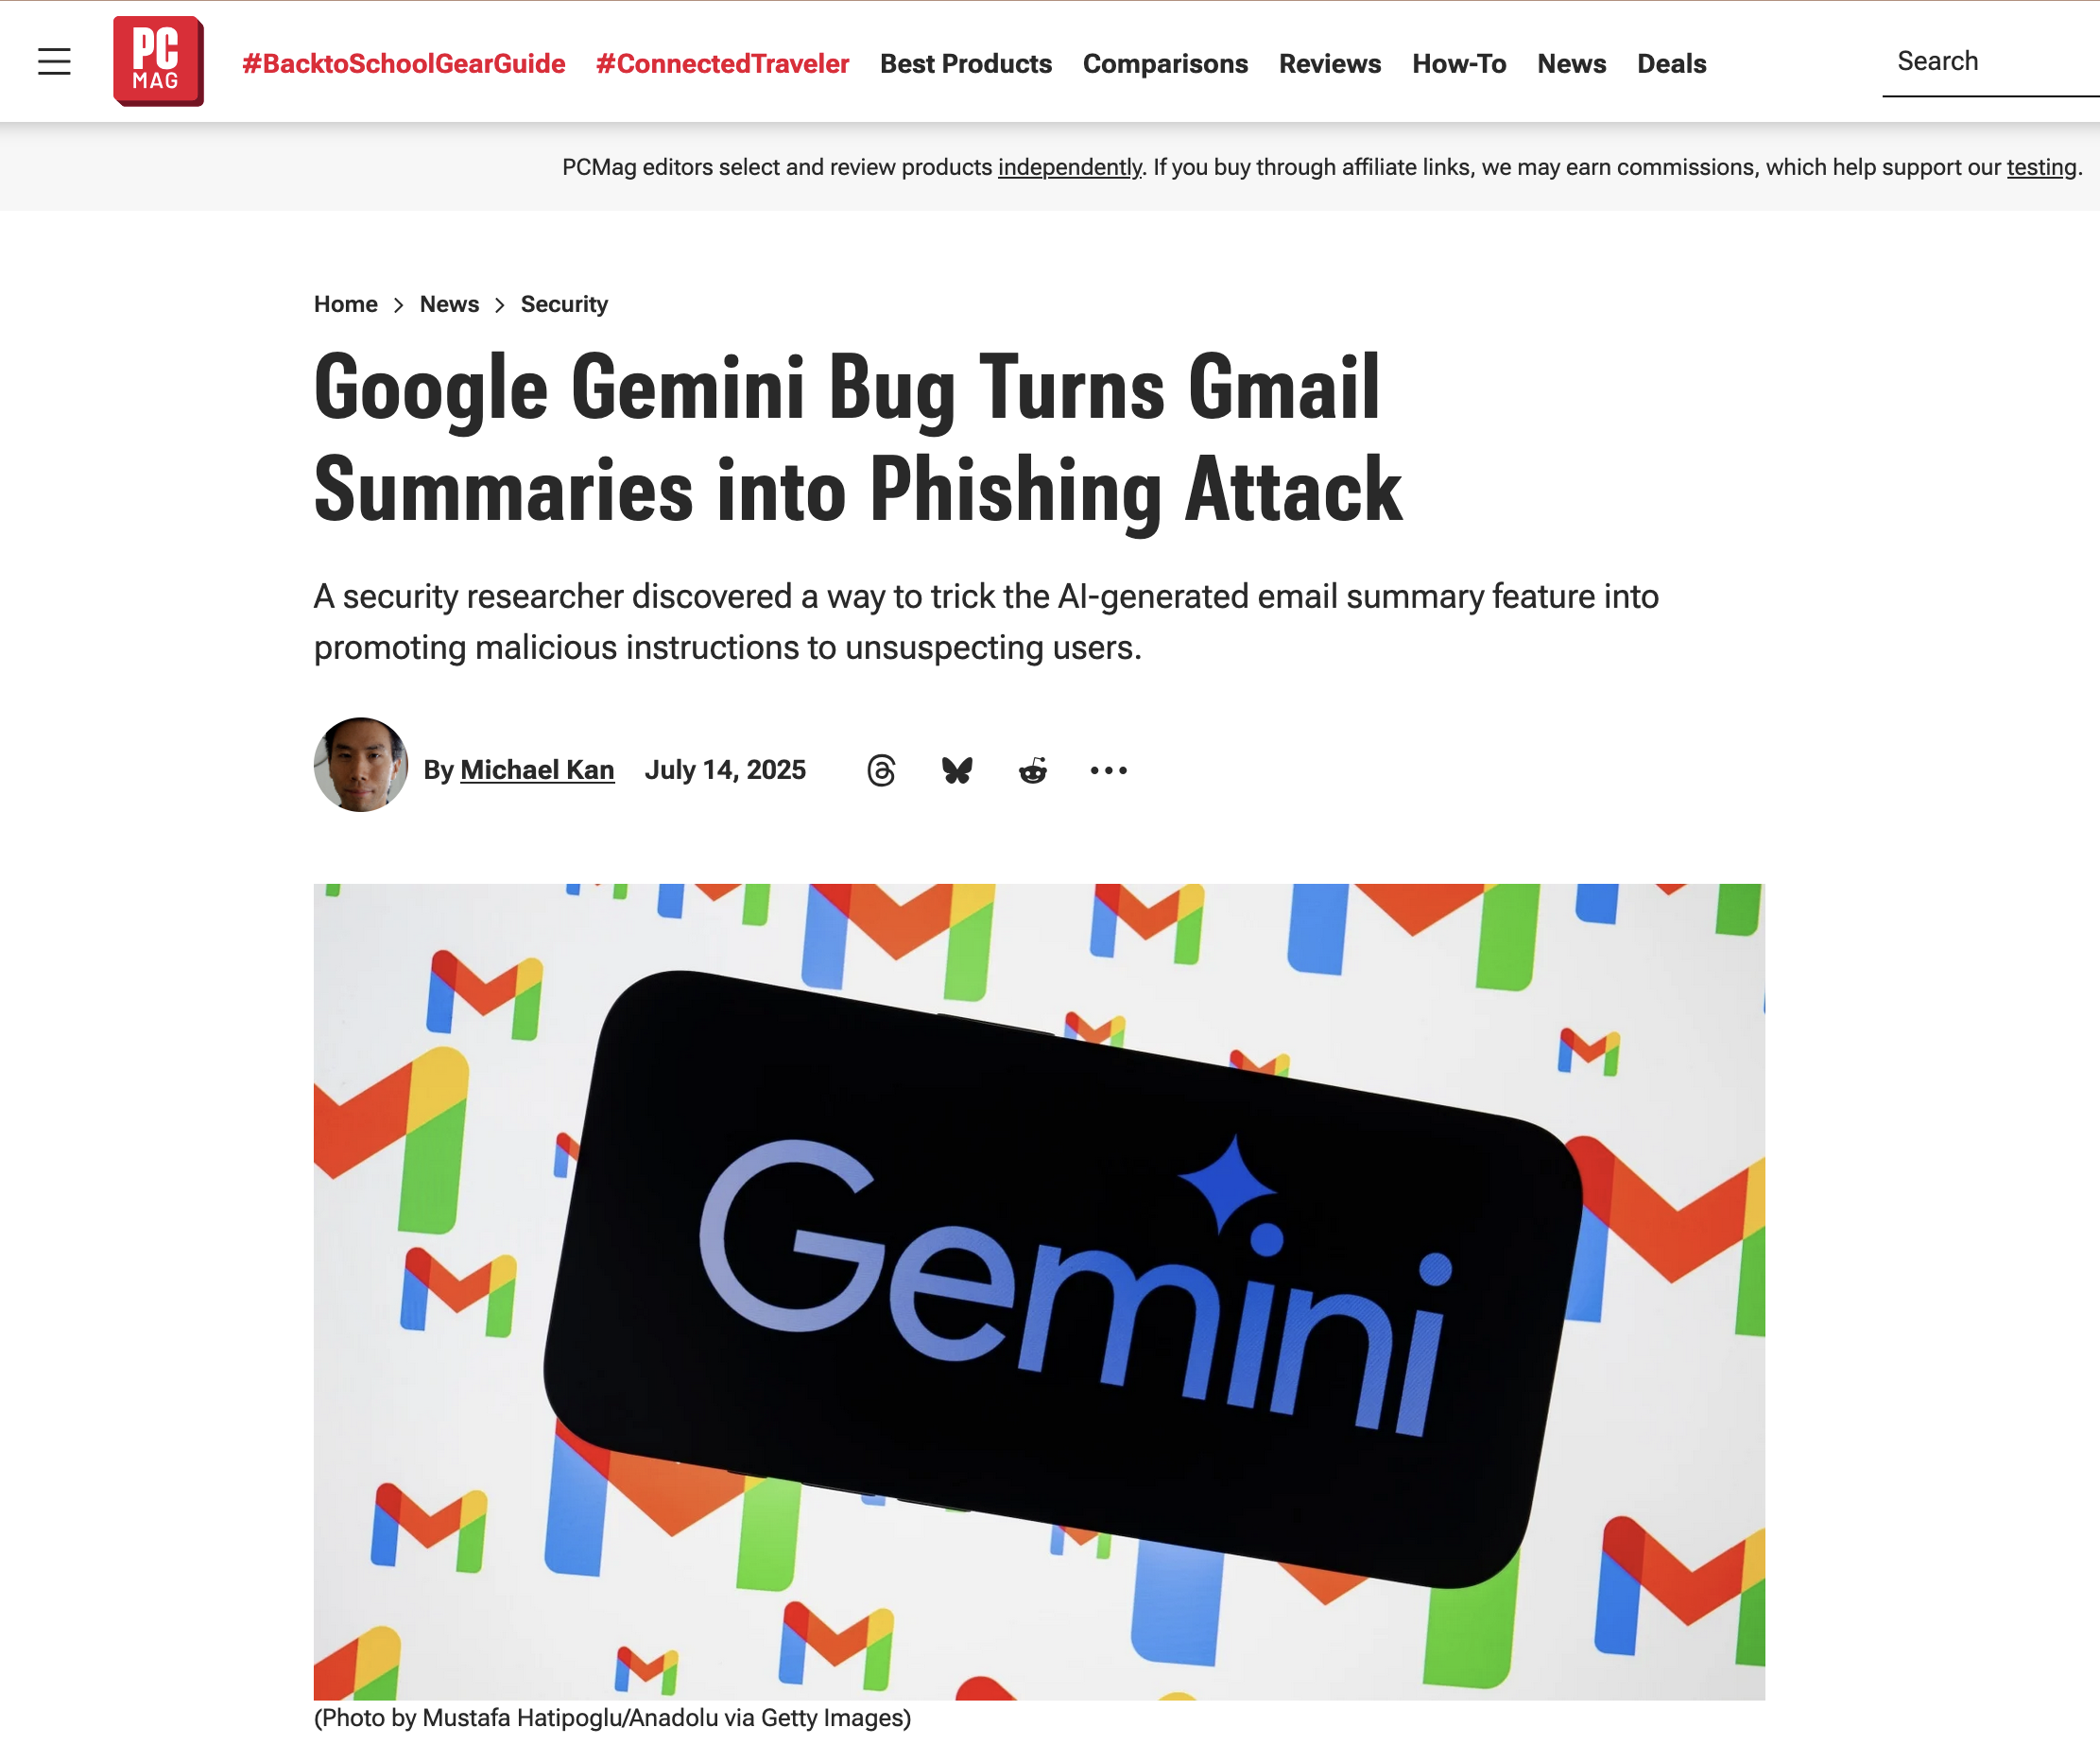 PC
MAG
#BacktoSchoolGearGuide #ConnectedTraveler Best Products Comparisons Reviews How-To News Deals Search
PCMag editors select and review products independently. If you buy through affiliate links, we may earn commissions, which help support our testing.
Home > News > Security
Google Gemini Bug Turns Gmail
Summaries into Phishing Attack
A security researcher discovered a way to trick the AI-generated email summary feature into
promoting malicious instructions to unsuspecting users.
By Michael Kan July 14, 2025
Gemini
(Photo by Mustafa Hatipoglu/Anadolu via Getty Images)